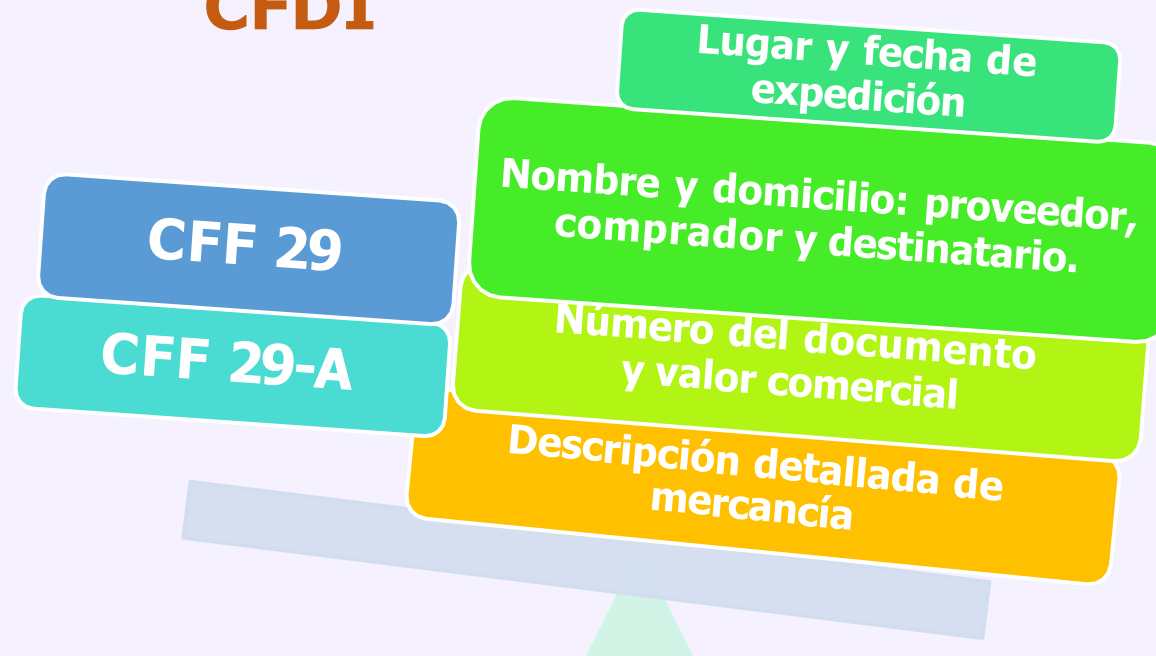 CFDI
CFF 29
CFF 29-A
Lugar y fecha de
expedición
Nombre y domicilio: proveedor,
comprador y destinatario.
Número del documento
y valor comercial
Descripción detallada de
mercancía